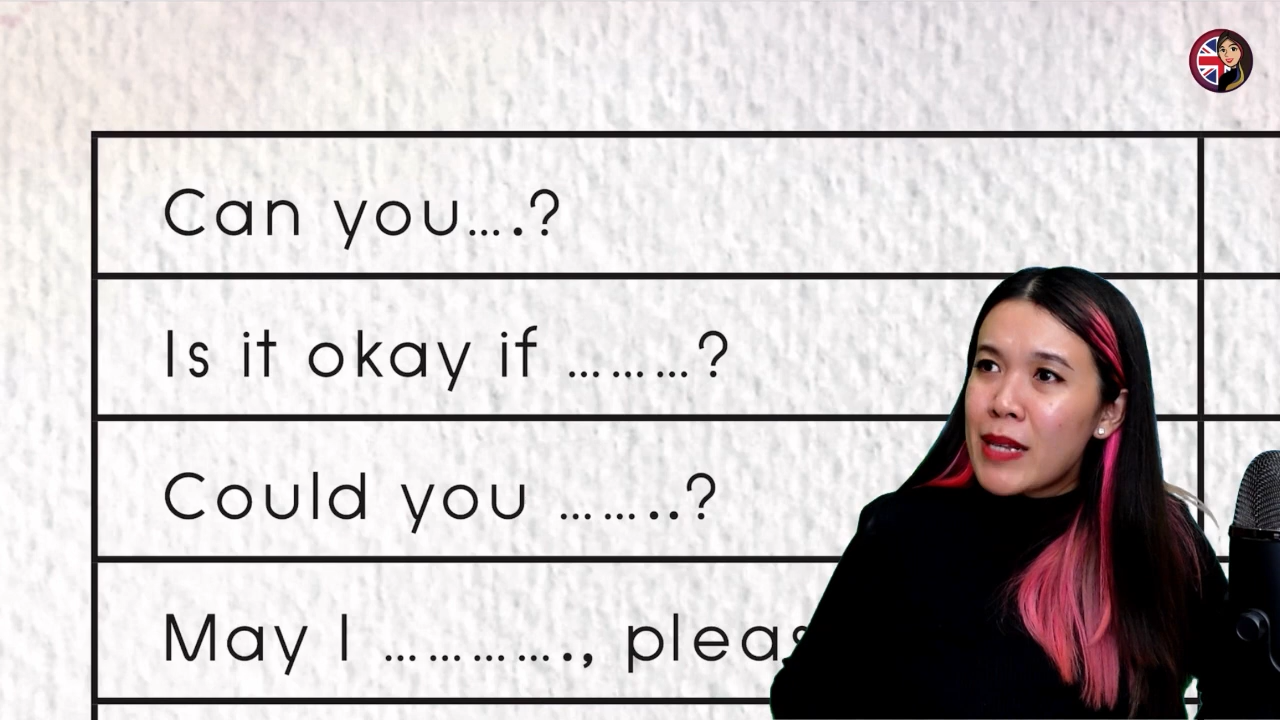 Can you....?
Is it okay if .........?
Could you ........?
May I ............., pleas